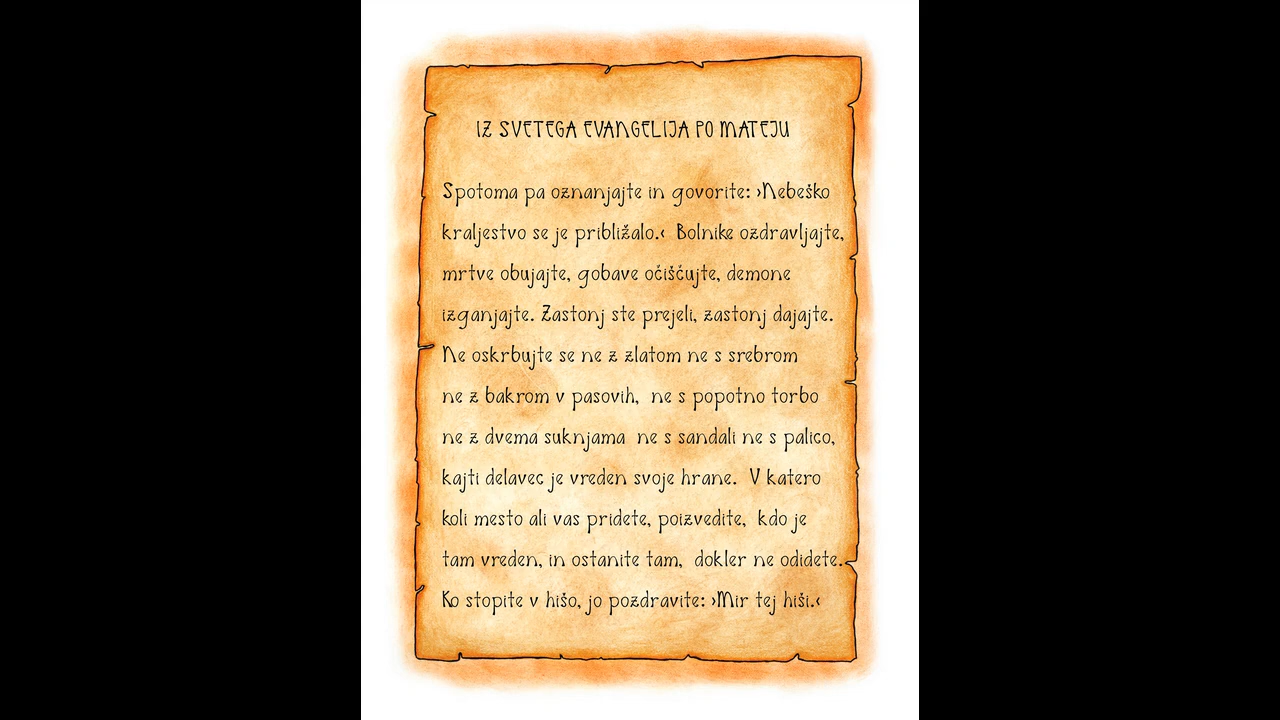 IZ SVETEGA EVANGELIJA PO MATEJU
Spotoma pa oznanjajte in govorite: ›Nebeško
kraljestvo se je približalo.‹ Bolnike ozdravljajte,
mrtve obujajte, gobave očiščujte, demone
izganjajte. Zastonj ste prejeli, zastonj dajajte.
Ne oskrbujte se ne z zlatom ne s srebrom
ne z bakrom v pasovih, ne s popotno torbo
ne z dvema suknjama ne s sandali ne s palico,
kajti delavec je vreden svoje hrane. V katero
koli mesto ali vas pridete, poizvedite, kdo je
tam vreden, in ostanite tam, dokler ne odidete.
Ko stopite v hišo, jo pozdravite: ›Mir tej hiši.‹